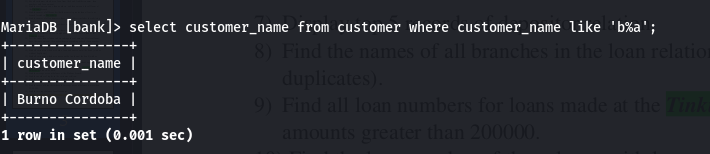 MariaDB [bank]> select customer_name from customer where customer_name like 'b%a';
+---------------+
| customer_name |
+---------------+
| Burno Cordoba |
+---------------+
1 row in set (0.001 sec)
8) Find the names of all branches in the loan relatio
duplicates).
9) Find all loan numbers for loans made at the Tink
amounts greater than 200000.